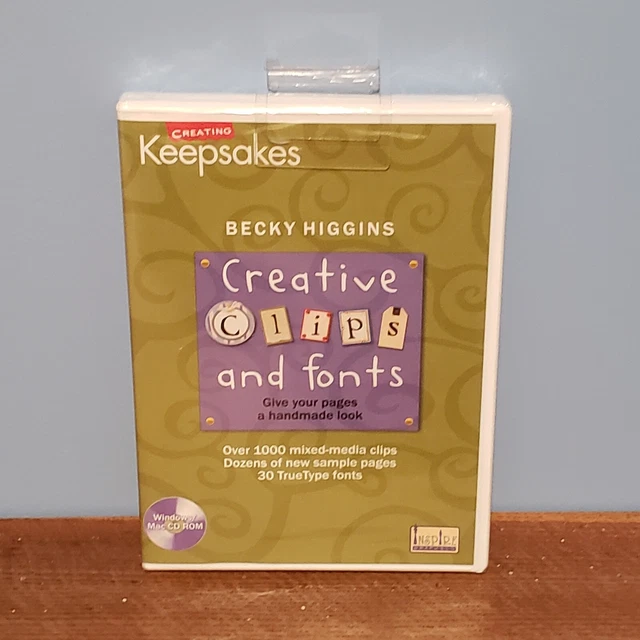 CREATING
Keepsakes
BECKY HIGGINS
Creative
Clips
and fonts
Give your pages
a handmade look
Over 1000 mixed-media clips
Dozens of new sample pages
30 TrueType fonts
Windows/
Mac CD ROM
INSPIRE